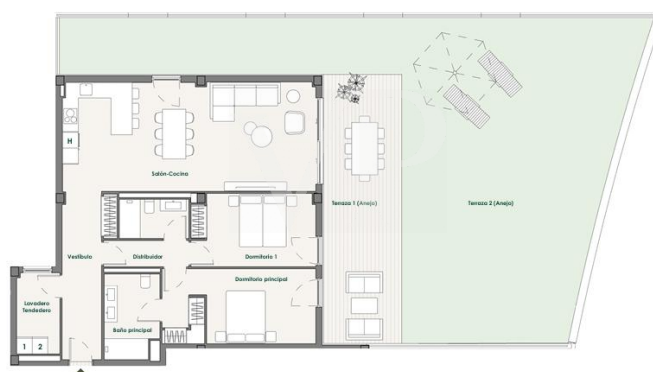 H
Salón-Cocina
Terraza 1 (Anejo)
Terraza 2 (Anejo)
Vestíbulo
Distribuidor
Dormitorio 1
Dormitorio principal
Lavadero
Tendedero
Baño principal
1 2